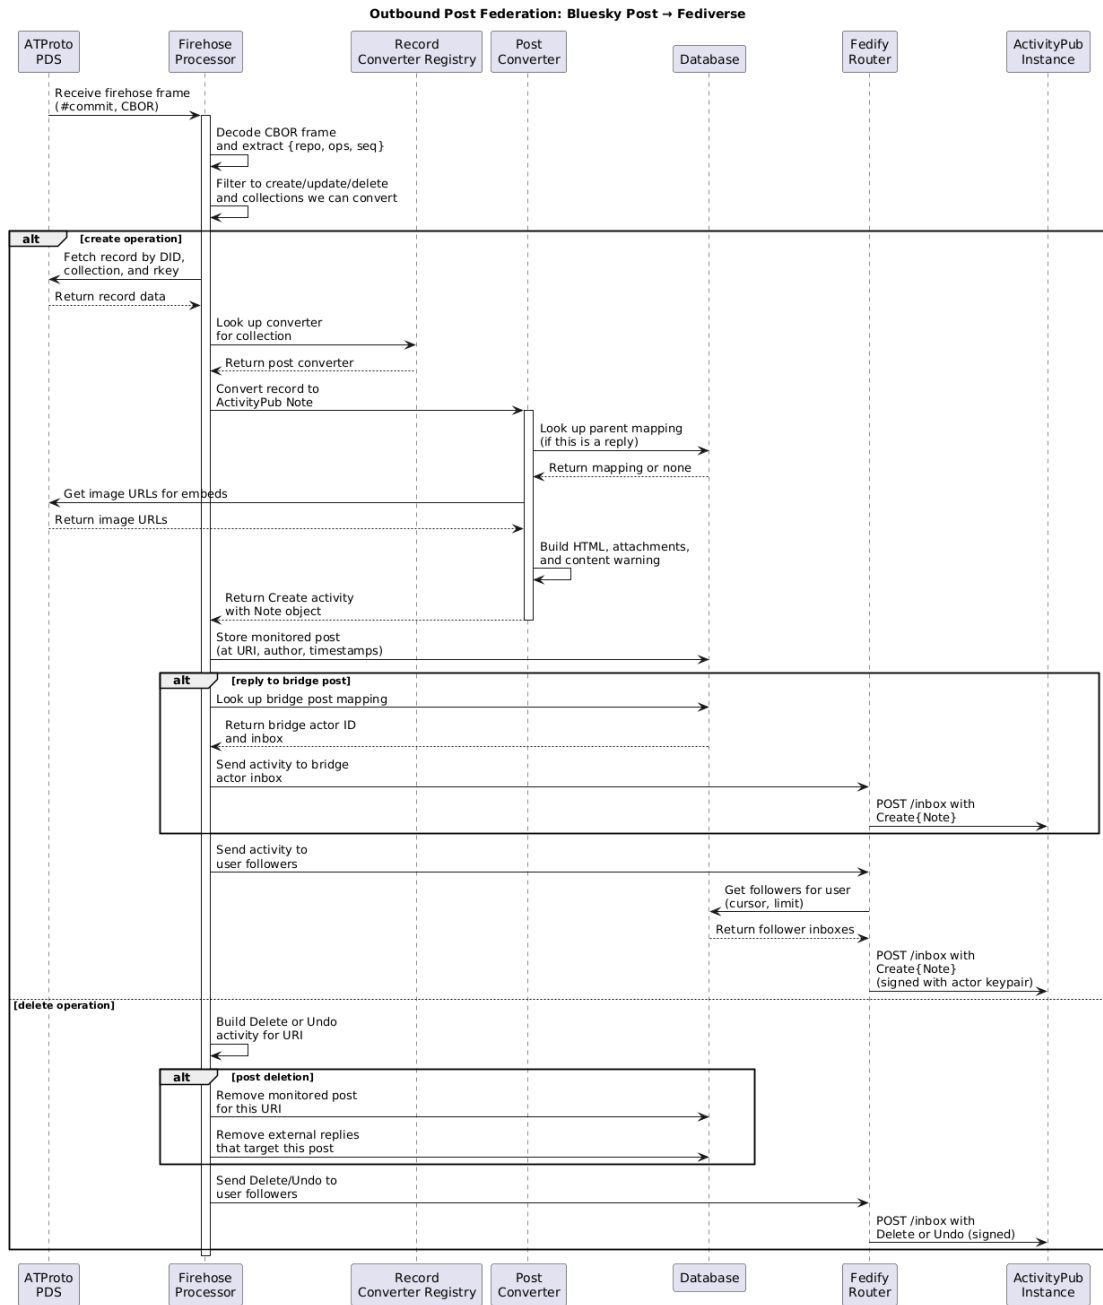 Outbound Post Federation: Bluesky Post → Fediverse
ATProto
PDS
Firehose
Processor
Record
Converter Registry
Post
Converter
Database
Fedify
Router
ActivityPub
Instance
Receive firehose frame
(#commit, CBOR)
Decode CBOR frame
and extract {repo, ops, seq}
Filter to create/update/delete
and collections we can convert
alt [create operation]
Fetch record by DID,
collection, and rkey
Return record data
Look up converter
for collection
Return post converter
Convert record to
ActivityPub Note
Look up parent mapping
(if this is a reply)
Return mapping or none
Get image URLs for embeds
Return image URLs
Build HTML, attachments,
and content warning
Return Create activity
with Note object
Store monitored post
(at URI, author, timestamps)
alt [reply to bridge post]
Look up bridge post mapping
Return bridge actor ID
and inbox
Send activity to bridge
actor inbox
POST /inbox with
Create{Note}
Send activity to
user followers
Get followers for user
(cursor, limit)
Return follower inboxes
POST /inbox with
Create{Note}
(signed with actor keypair)
[delete operation]
Build Delete or Undo
activity for URI
alt [post deletion]
Remove monitored post
for this URI
Remove external replies
that target this post
Send Delete/Undo to
user followers
POST /inbox with
Delete or Undo (signed)
ATProto
PDS
Firehose
Processor
Record
Converter Registry
Post
Converter
Database
Fedify
Router
ActivityPub
Instance